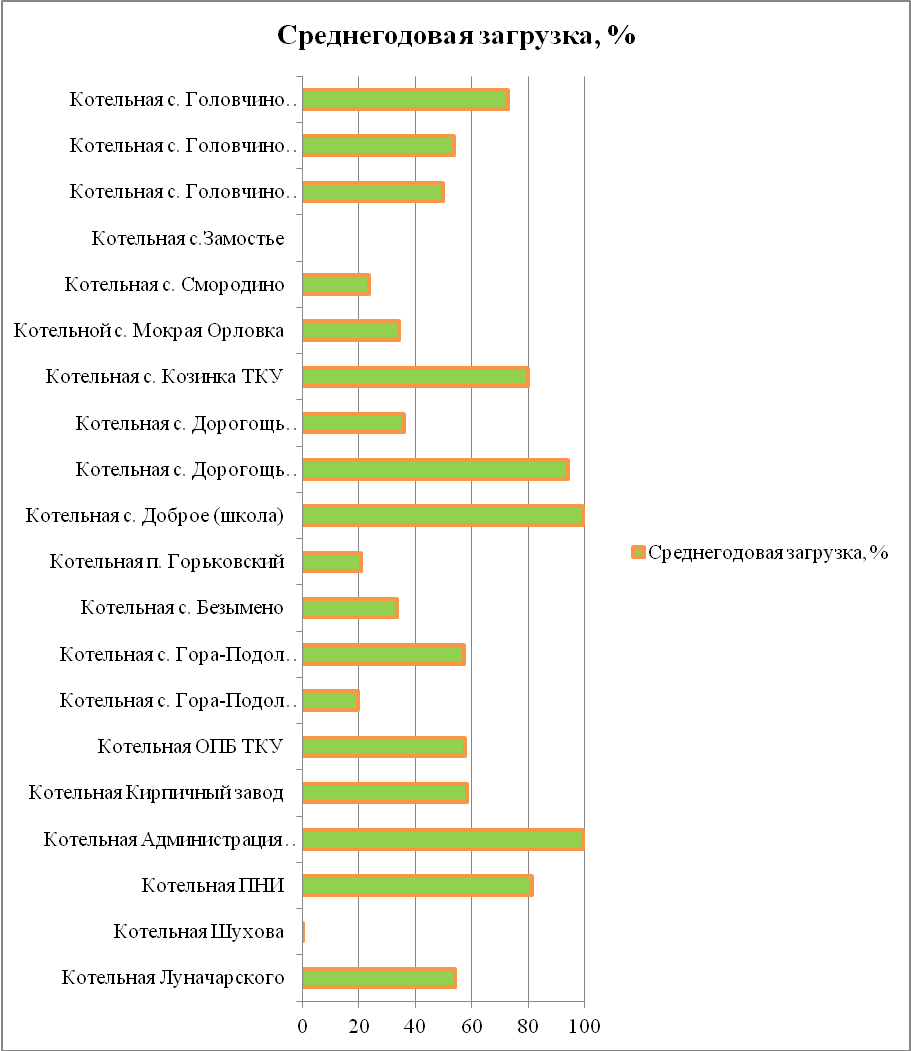 Среднегодовая загрузка, %
Котельная с. Головчино ..
Котельная с. Головчино ..
Котельная с. Головчино ..
Котельная с.Замостье
Котельная с. Смородино
Котельной с. Мокрая Орловка
Котельная с. Козинка ТКУ
Котельная с. Дорогощь ..
Котельная с. Дорогощь ..
Котельная с. Доброе (школа)
Котельная п. Горьковский
Котельная с. Безымено
Котельная с. Гора-Подол ..
Котельная с. Гора-Подол ..
Котельная ОПБ ТКУ
Котельная Кирпичный завод
Котельная Администрация ..
Котельная ПНИ
Котельная Шухова
Котельная Луначарского
0 20 40 60 80 100
Среднегодовая загрузка, %